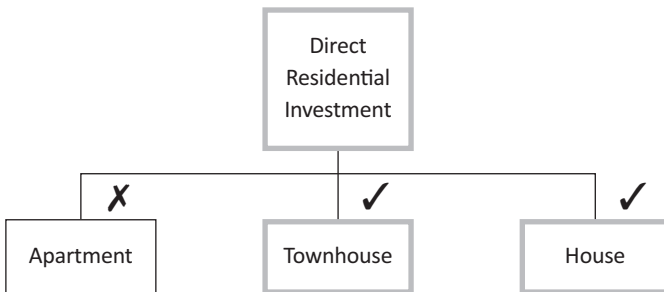 Direct
Residential
Investment
✗
✓
✓
Apartment
Townhouse
House